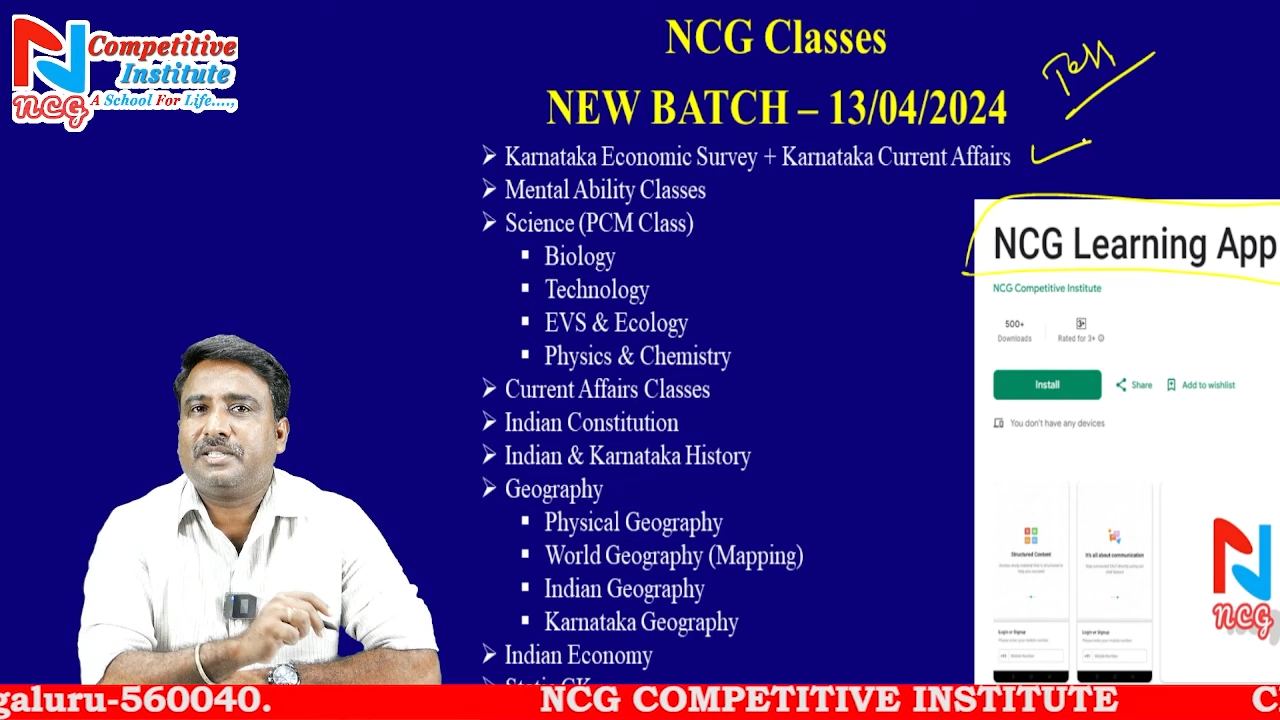 Competitive
Institute
NCG
A School For Life....,
NCG Classes
NEW BATCH – 13/04/2024
➢ Karnataka Economic Survey + Karnataka Current Affairs
➢ Mental Ability Classes
➢ Science (PCM Class)
▪ Biology
▪ Technology
▪ EVS & Ecology
▪ Physics & Chemistry
➢ Current Affairs Classes
➢ Indian Constitution
➢ Indian & Karnataka History
➢ Geography
▪ Physical Geography
▪ World Geography (Mapping)
▪ Indian Geography
▪ Karnataka Geography
➢ Indian Economy
NCG Learning App
NCG Competitive Institute
500+
Downloads
3+
Rated for 3+
Install
Share
Add to wishlist
You don't have any devices
Structured Content
It's all about communication
Login or Signup
Login or Signup
NCG
galuru-560040. NCG COMPETITIVE INSTITUTE